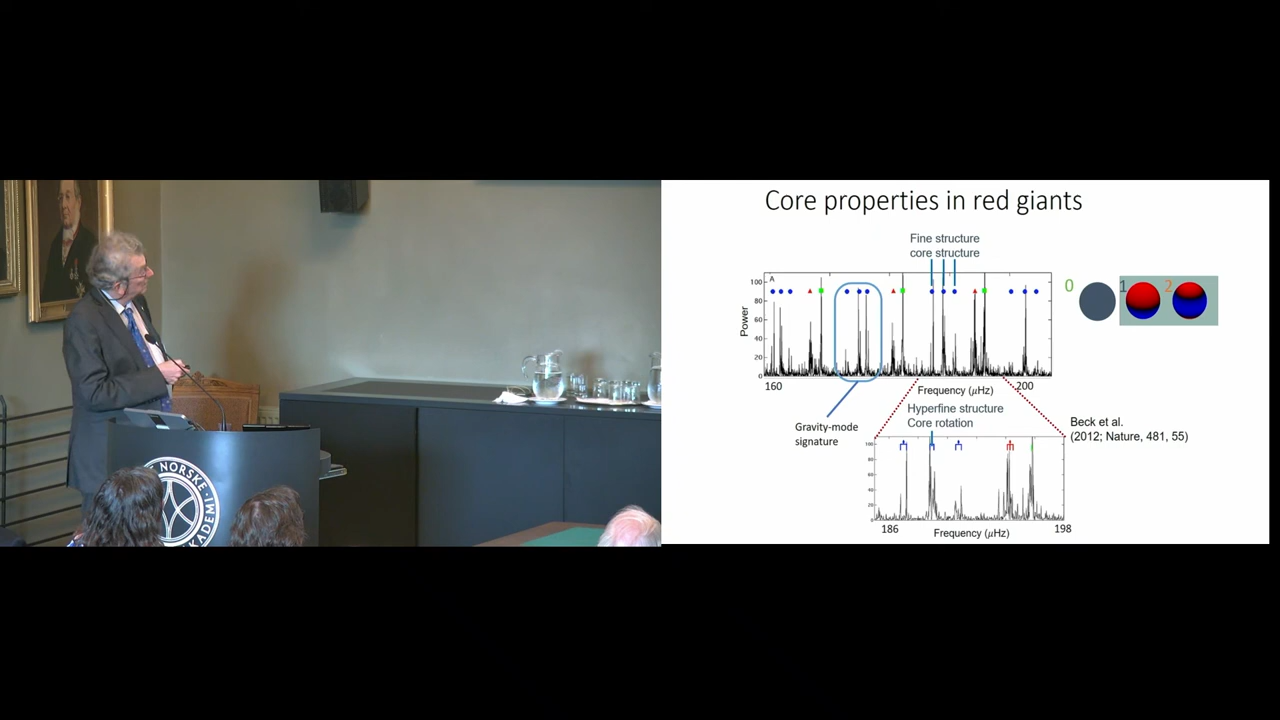 Core properties in red giants
Fine structure
core structure
A
100
80
60
40
20
0
Power
160
Frequency (μHz)
200
0
1
2
Gravity-mode
signature
Hyperfine structure
Core rotation
Beck et al.
(2012; Nature, 481, 55)
100
80
60
40
20
0
186
Frequency (μHz)
198
NORSKE
AKADEMI